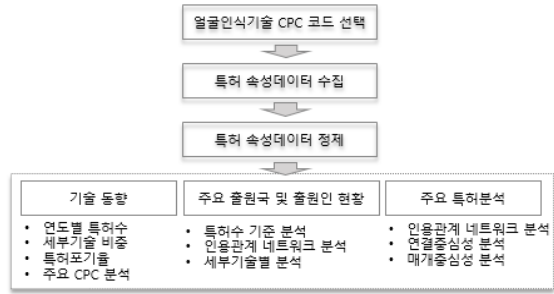 얼굴인식기술 CPC 코드 선택
특허 속성데이터 수집
특허 속성데이터 정제
기술 동향
• 연도별 특허수
• 세부기술 비중
• 특허포기율
• 주요 CPC 분석
주요 출원국 및 출원인 현황
• 특허수 기준 분석
• 인용관계 네트워크 분석
• 세부기술별 분석
주요 특허분석
• 인용관계 네트워크 분석
• 연결중심성 분석
• 매개중심성 분석